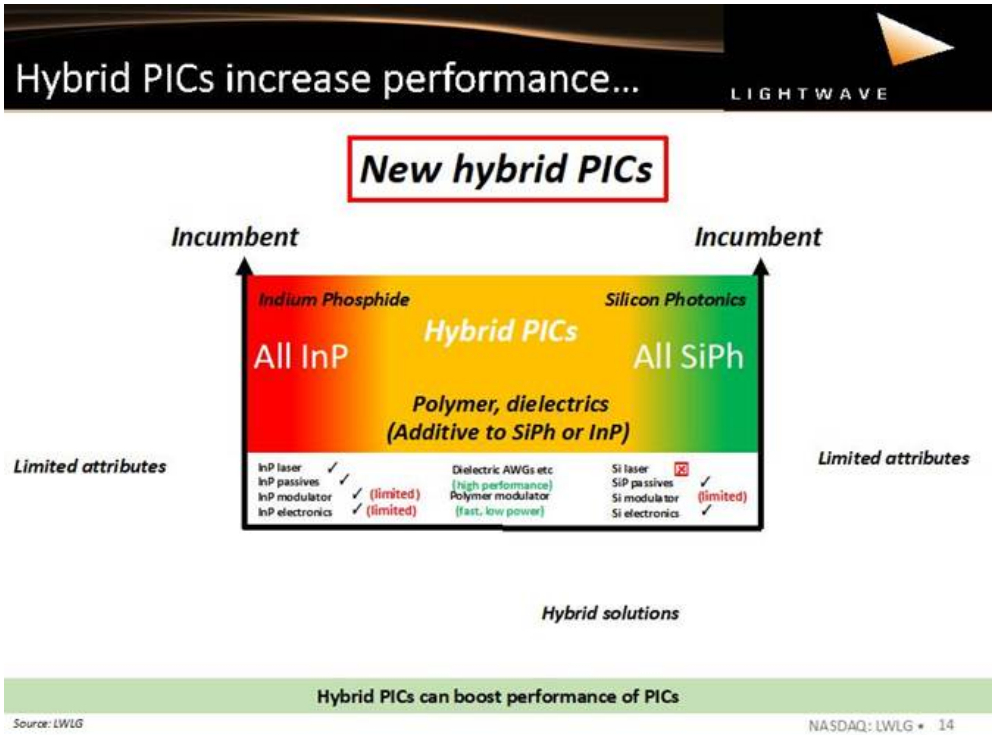 Hybrid PICs increase performance...
LIGHTWAVE
New hybrid PICs
Incumbent
Incumbent
Indium Phosphide
Silicon Photonics
Hybrid PICs
All InP
All SiPh
Polymer, dielectrics
(Additive to SiPh or InP)
Limited attributes
Limited attributes
InP laser ✓
InP passives ✓
InP modulator ✓ (limited)
InP electronics ✓ (limited)
Dielectric AWGs etc
(high performance)
Polymer modulator
(fast, low power)
Si laser ☒
SiP passives ✓
Si modulator (limited)
Si electronics ✓
Hybrid solutions
Hybrid PICs can boost performance of PICs
Source: LWLG
NASDAQ: LWLG • 14